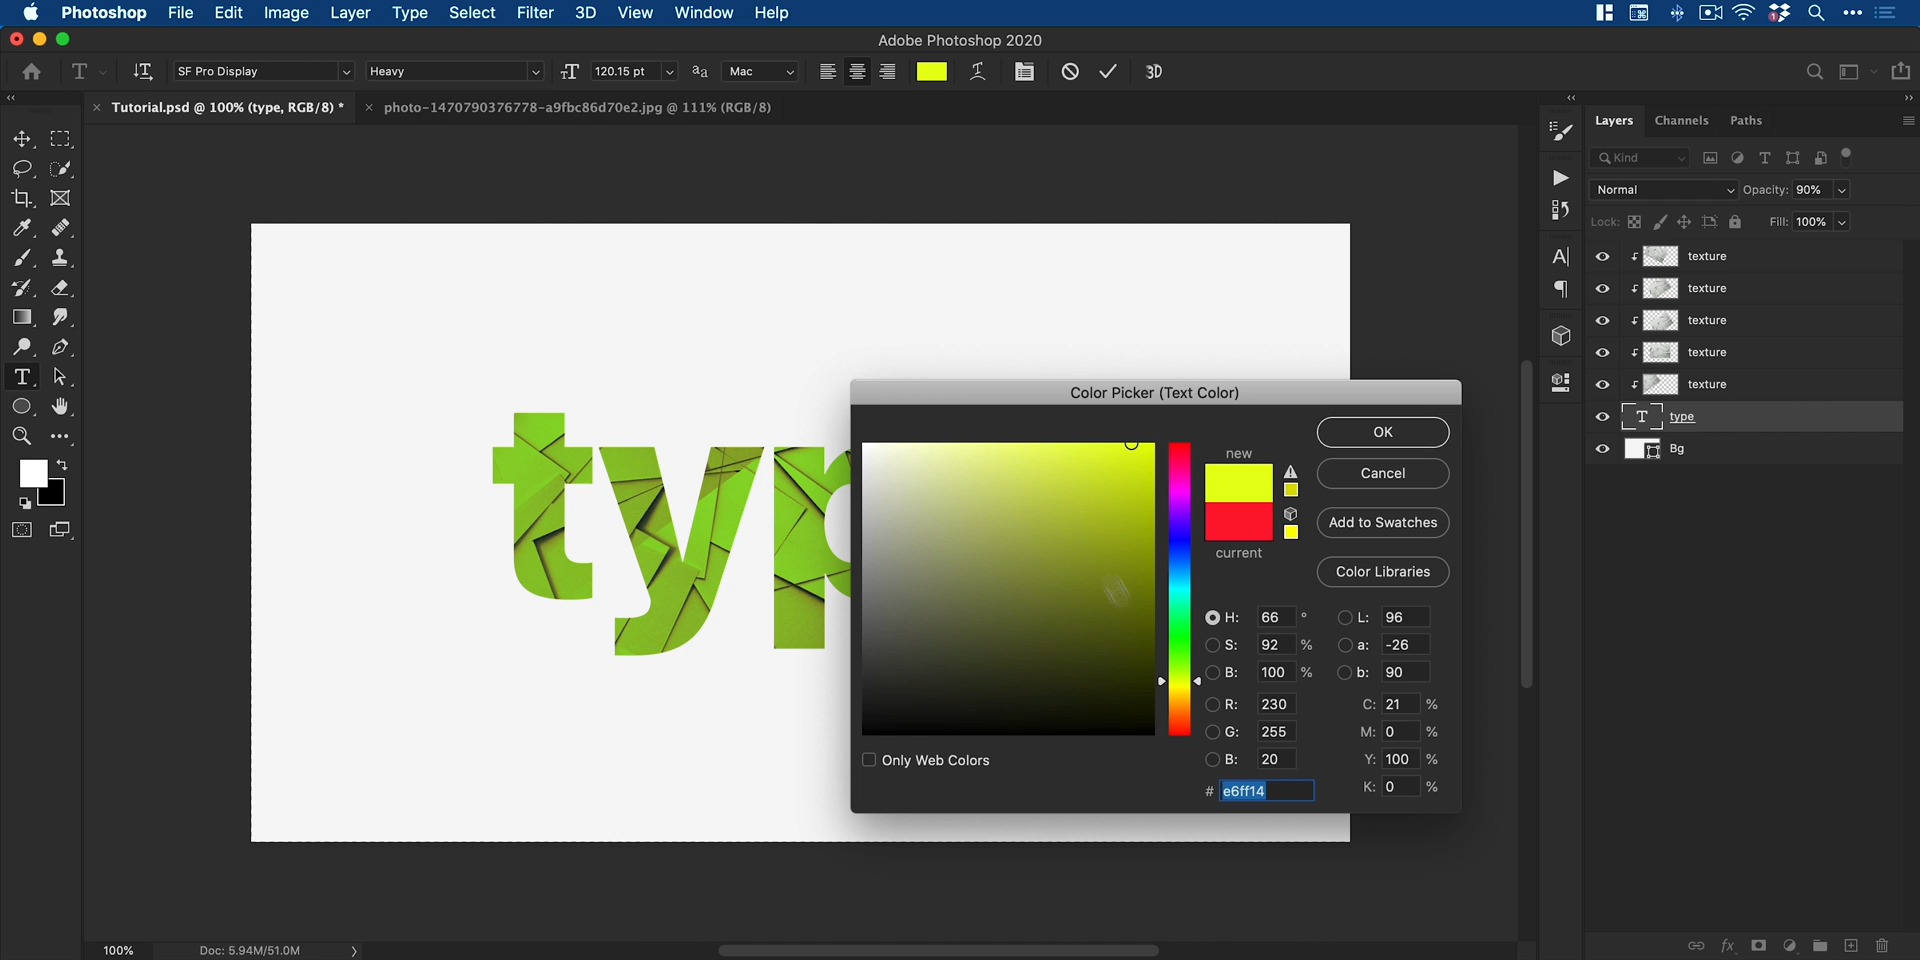 Photoshop File Edit Image Layer Type Select Filter 3D View Window Help
Adobe Photoshop 2020
SF Pro Display Heavy 120.15 pt aa Mac 3D
Tutorial.psd @ 100% (type, RGB/8) * photo-1470790376778-a9fbc86d70e2.jpg @ 111% (RGB/8)
Layers Channels Paths
Kind
Normal Opacity: 90%
Lock: Fill: 100%
texture
texture
texture
texture
texture
type
Bg
typ
Color Picker (Text Color)
new
current
OK
Cancel
Add to Swatches
Color Libraries
H: 66 ° L: 96
S: 92 % a: -26
B: 100 % b: 90
R: 230 C: 21 %
G: 255 M: 0 %
B: 20 Y: 100 %
# e6ff14 K: 0 %
Only Web Colors
100% Doc: 5.94M/51.0M